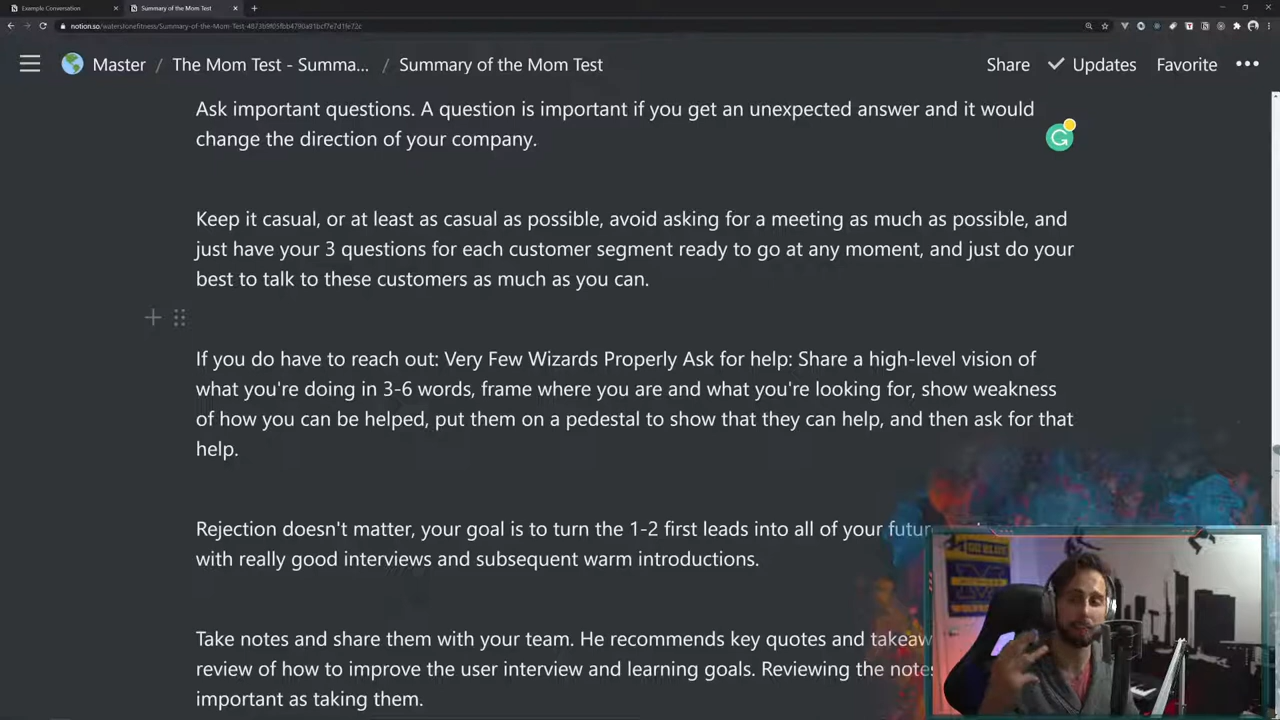 Example Conversation
Summary of the Mom Test
Master / The Mom Test - Summa... / Summary of the Mom Test
Share
Updates
Favorite
Ask important questions. A question is important if you get an unexpected answer and it would
change the direction of your company.
Keep it casual, or at least as casual as possible, avoid asking for a meeting as much as possible, and
just have your 3 questions for each customer segment ready to go at any moment, and just do your
best to talk to these customers as much as you can.
If you do have to reach out: Very Few Wizards Properly Ask for help: Share a high-level vision of
what you're doing in 3-6 words, frame where you are and what you're looking for, show weakness
of how you can be helped, put them on a pedestal to show that they can help, and then ask for that
help.
Rejection doesn't matter, your goal is to turn the 1-2 first leads into all of your
with really good interviews and subsequent warm introductions.
Take notes and share them with your team. He recommends key quotes and
review of how to improve the user interview and learning goals. Reviewing the
important as taking them.